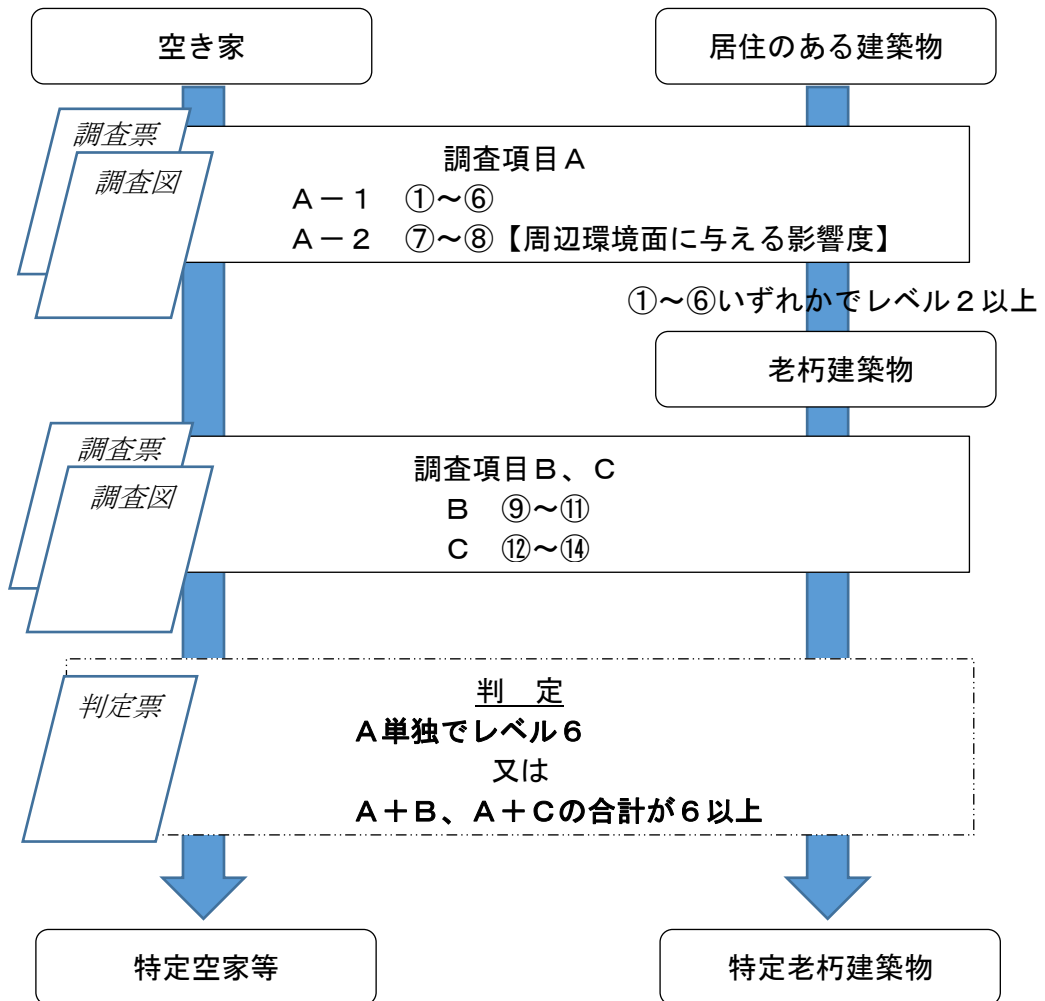 空き家
居住のある建築物
調査票
調査図
調査項目A
A-1 ①～⑥
A-2 ⑦～⑧【周辺環境面に与える影響度】
①～⑥いずれかでレベル2以上
老朽建築物
調査票
調査図
調査項目B、C
B ⑨～⑪
C ⑫～⑭
判定票
判 定
A単独でレベル6
又は
A+B、A+Cの合計が6以上
特定空家等
特定老朽建築物